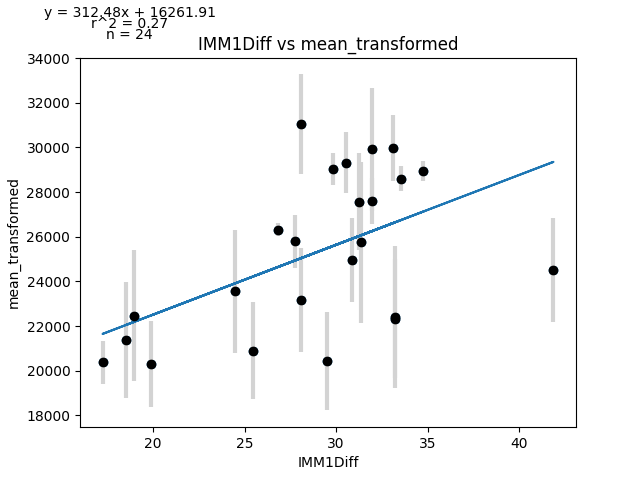 y = 312.48x + 16261.91
r^2 = 0.27
n = 24
IMM1Diff vs mean_transformed
34000
32000
30000
28000
26000
24000
22000
20000
18000
mean_transformed
20 25 30 35 40
IMM1Diff